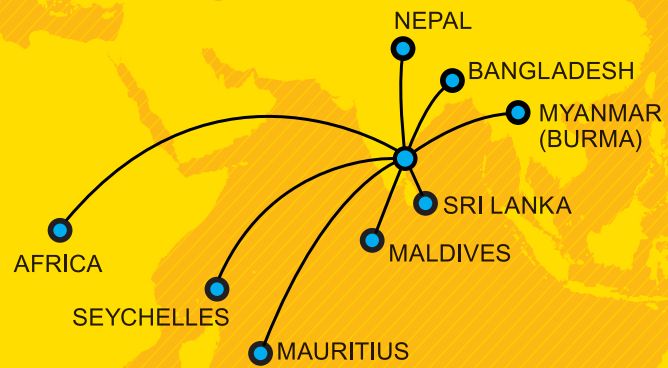 NEPAL
BANGLADESH
MYANMAR
(BURMA)
SRI LANKA
MALDIVES
AFRICA
SEYCHELLES
MAURITIUS